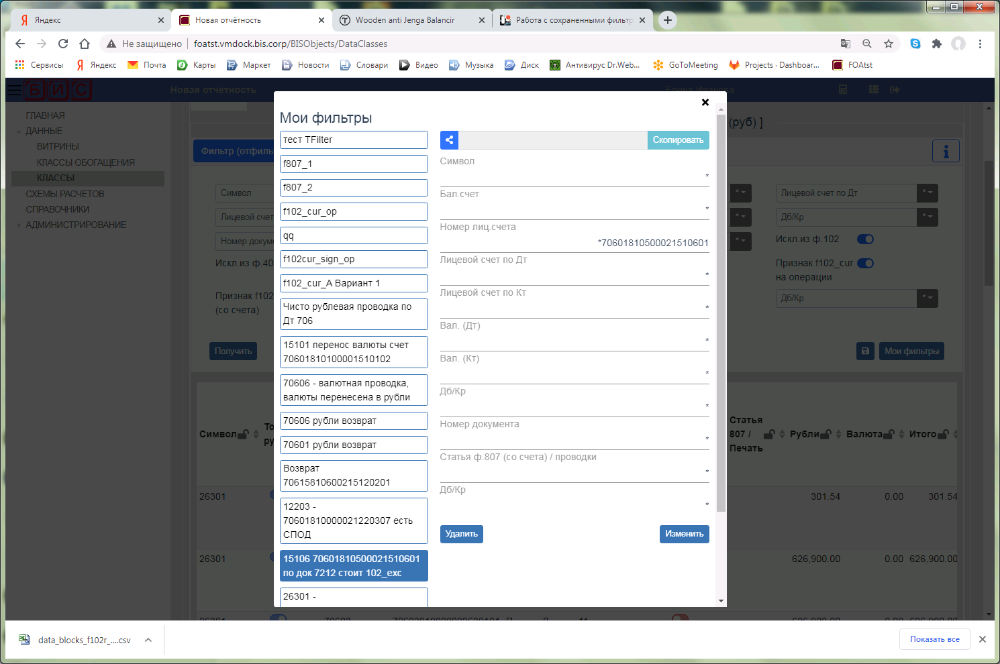 Яндекс
Новая отчётность
Wooden anti Jenga Balancir
Работа с сохраненными фильтр
Не защищено
foatst.vmdock.bis.corp/BISObjects/DataClasses
Сервисы
Яндекс
Почта
Карты
Маркет
Новости
Словари
Видео
Музыка
Диск
Антивирус Dr.Web...
GoToMeeting
Projects · Dashboar...
FOAtst
БИС
Новая отчётность
Елена Иванова
ГЛАВНАЯ
ДАННЫЕ
ВИТРИНЫ
КЛАССЫ ОБОГАЩЕНИЯ
КЛАССЫ
СХЕМЫ РАСЧЕТОВ
СПРАВОЧНИКИ
АДМИНИСТРИРОВАНИЕ
(руб) ]
Фильтр (отфиль
Символ
Лицевой счет
Номер докуме
Искл.из ф.40
Признак f102
(со счета)
Получить
Мои фильтры
тест TFilter
f807_1
f807_2
f102_cur_op
qq
f102cur_sign_op
f102_cur_A Вариант 1
Чисто рублевая проводка по
Дт 706
15101 перенос валюты счет
70601810100001510102
70606 - валютная проводка,
валюты перенесена в рубли
70606 рубли возврат
70601 рубли возврат
Возврат
70615810600215120201
12203 -
70601810000021220307 есть
СПОД
15106 70601810500021510601
по док 7212 стоит 102_exc
26301 -
Скопировать
Символ
*
Бал.счет
*
Номер лиц.счета
*70601810500021510601
Лицевой счет по Дт
*
Лицевой счет по Кт
*
Вал. (Дт)
*
Вал. (Кт)
*
Дб/Кр
*
Номер документа
*
Статья ф.807 (со счета) / проводки
*
Дб/Кр
*
Удалить
Изменить
*
Лицевой счет по Дт
*
*
Дб/Кр
*
*
Искл.из ф.102
Признак f102_cur
на операции
Дб/Кр
*
Мои фильтры
Символ
То
ру
Статья
807 /
Печать
Рубли
Валюта
Итого
26301
301.54
0.00
301.54
26301
626,900.00
0.00
626,900.00
data_blocks_f102r_....csv
Показать все